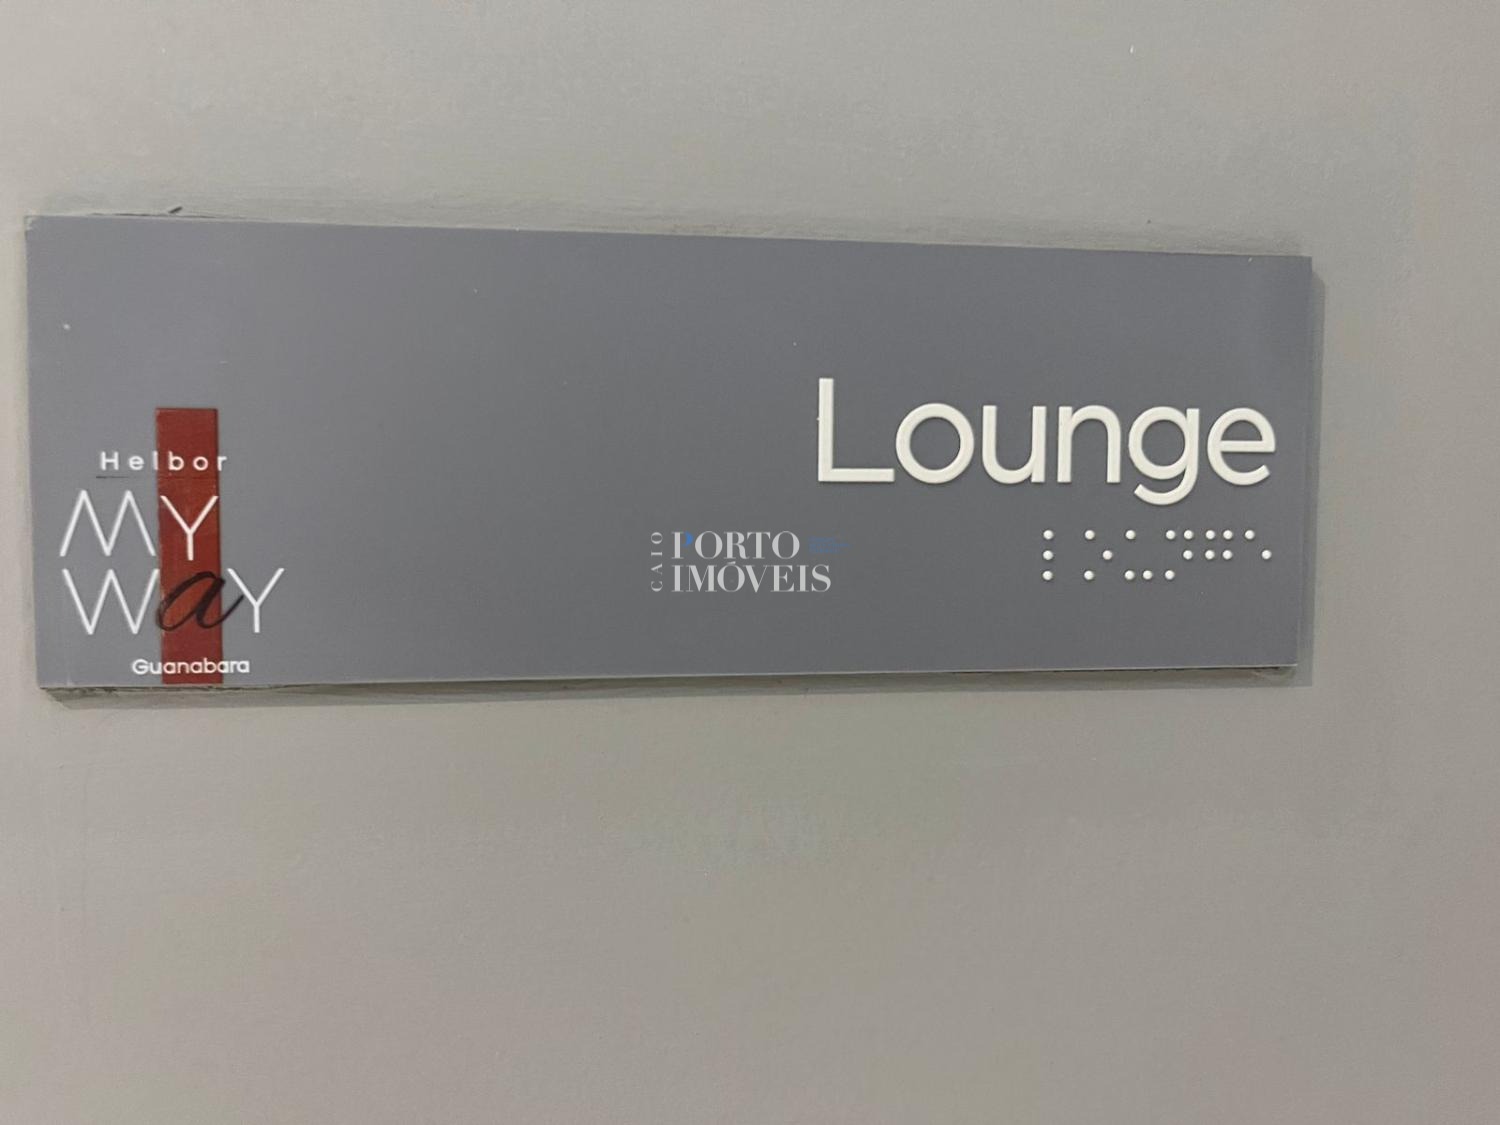 Lounge
⠇⠕⠥⠝⠛⠑
Helbor
MY
WaY
Guanabara
CAIO
PORTO
IMÓVEIS